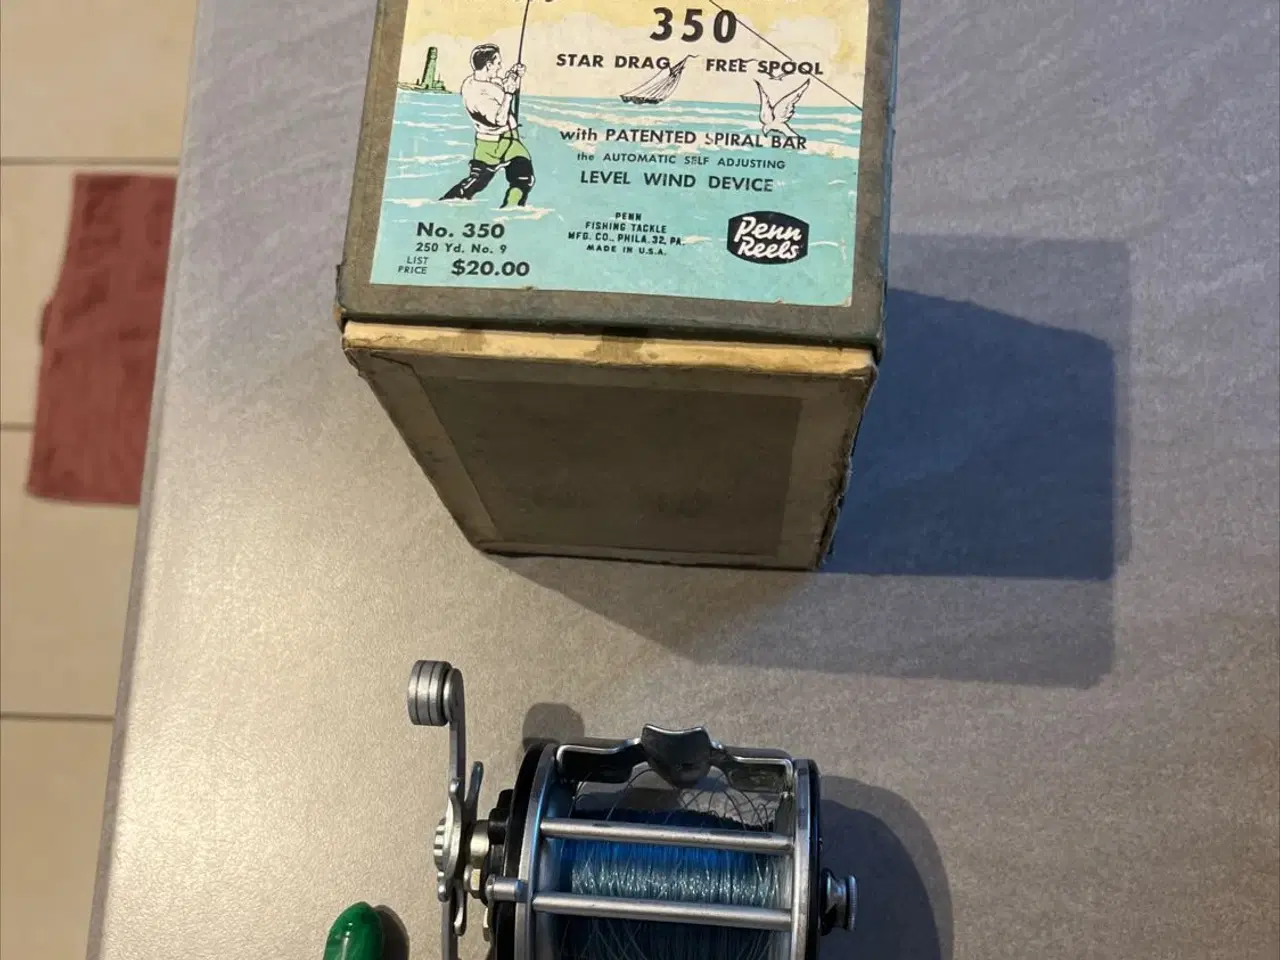 350
STAR DRAG FREE SPOOL
with PATENTED SPIRAL BAR
the AUTOMATIC SELF ADJUSTING
LEVEL WIND DEVICE
No. 350
250 Yd. No. 9
LIST
PRICE $20.00
PENN
FISHING TACKLE
MFG. CO., PHILA. 32, PA.
MADE IN U.S.A.
Penn
Reels